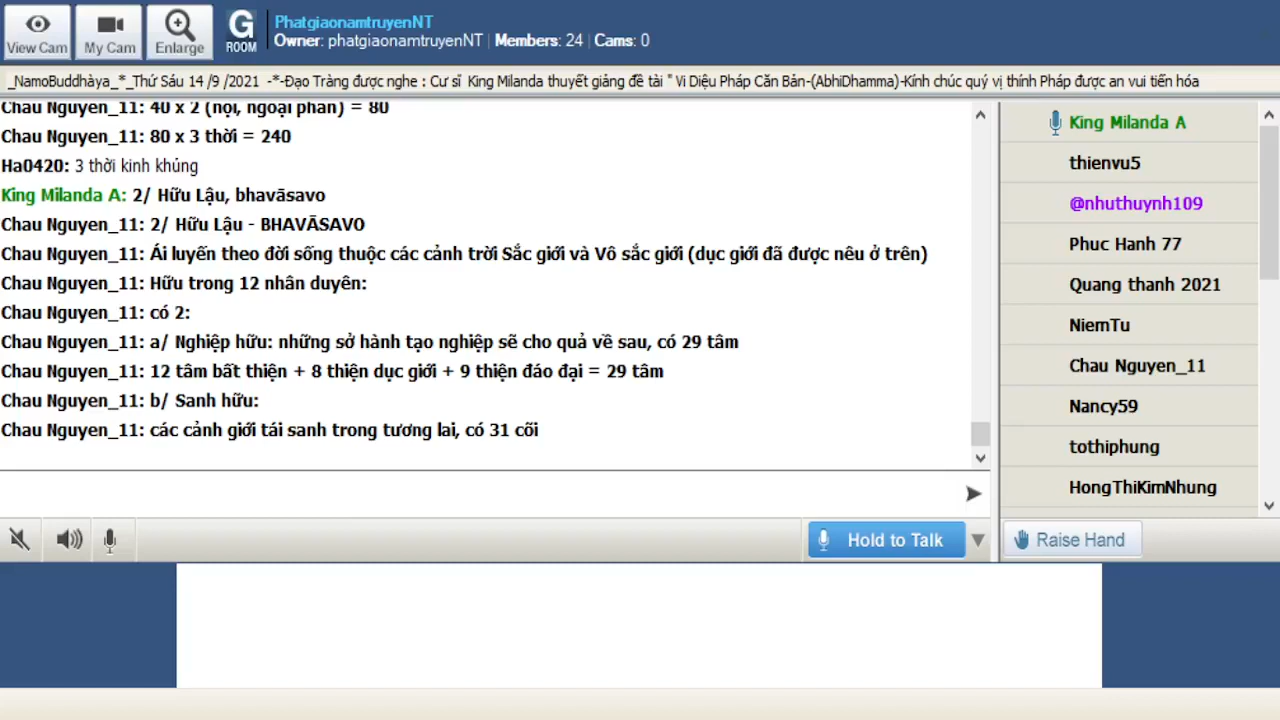 View Cam
My Cam
Enlarge
G
ROOM
PhatgiaonamtruyenNT
Owner: phatgiaonamtruyenNT | Members: 24 | Cams: 0
_NamoBuddhàya_*_Thứ Sáu 14 /9 /2021 -*-Đạo Tràng được nghe : Cư sĩ King Milanda thuyết giảng đề tài " Vi Diệu Pháp Căn Bản-(AbhiDhamma)-Kính chúc quý vị thính Pháp được an vui tiến hóa
Chau Nguyen_11: 40 x 2 (nội, ngoại phần) = 80
Chau Nguyen_11: 80 x 3 thời = 240
Ha0420: 3 thời kinh khủng
King Milanda A: 2/ Hữu Lậu, bhavāsavo
Chau Nguyen_11: 2/ Hữu Lậu - BHAVĀSAVO
Chau Nguyen_11: Ái luyến theo đời sống thuộc các cảnh trời Sắc giới và Vô sắc giới (dục giới đã được nêu ở trên)
Chau Nguyen_11: Hữu trong 12 nhân duyên:
Chau Nguyen_11: có 2:
Chau Nguyen_11: a/ Nghiệp hữu: những sở hành tạo nghiệp sẽ cho quả về sau, có 29 tâm
Chau Nguyen_11: 12 tâm bất thiện + 8 thiện dục giới + 9 thiện đáo đại = 29 tâm
Chau Nguyen_11: b/ Sanh hữu:
Chau Nguyen_11: các cảnh giới tái sanh trong tương lai, có 31 cõi
King Milanda A
thienvu5
@nhuthuynh109
Phuc Hanh 77
Quang thanh 2021
NiemTu
Chau Nguyen_11
Nancy59
tothiphung
HongThiKimNhung
Hold to Talk
Raise Hand